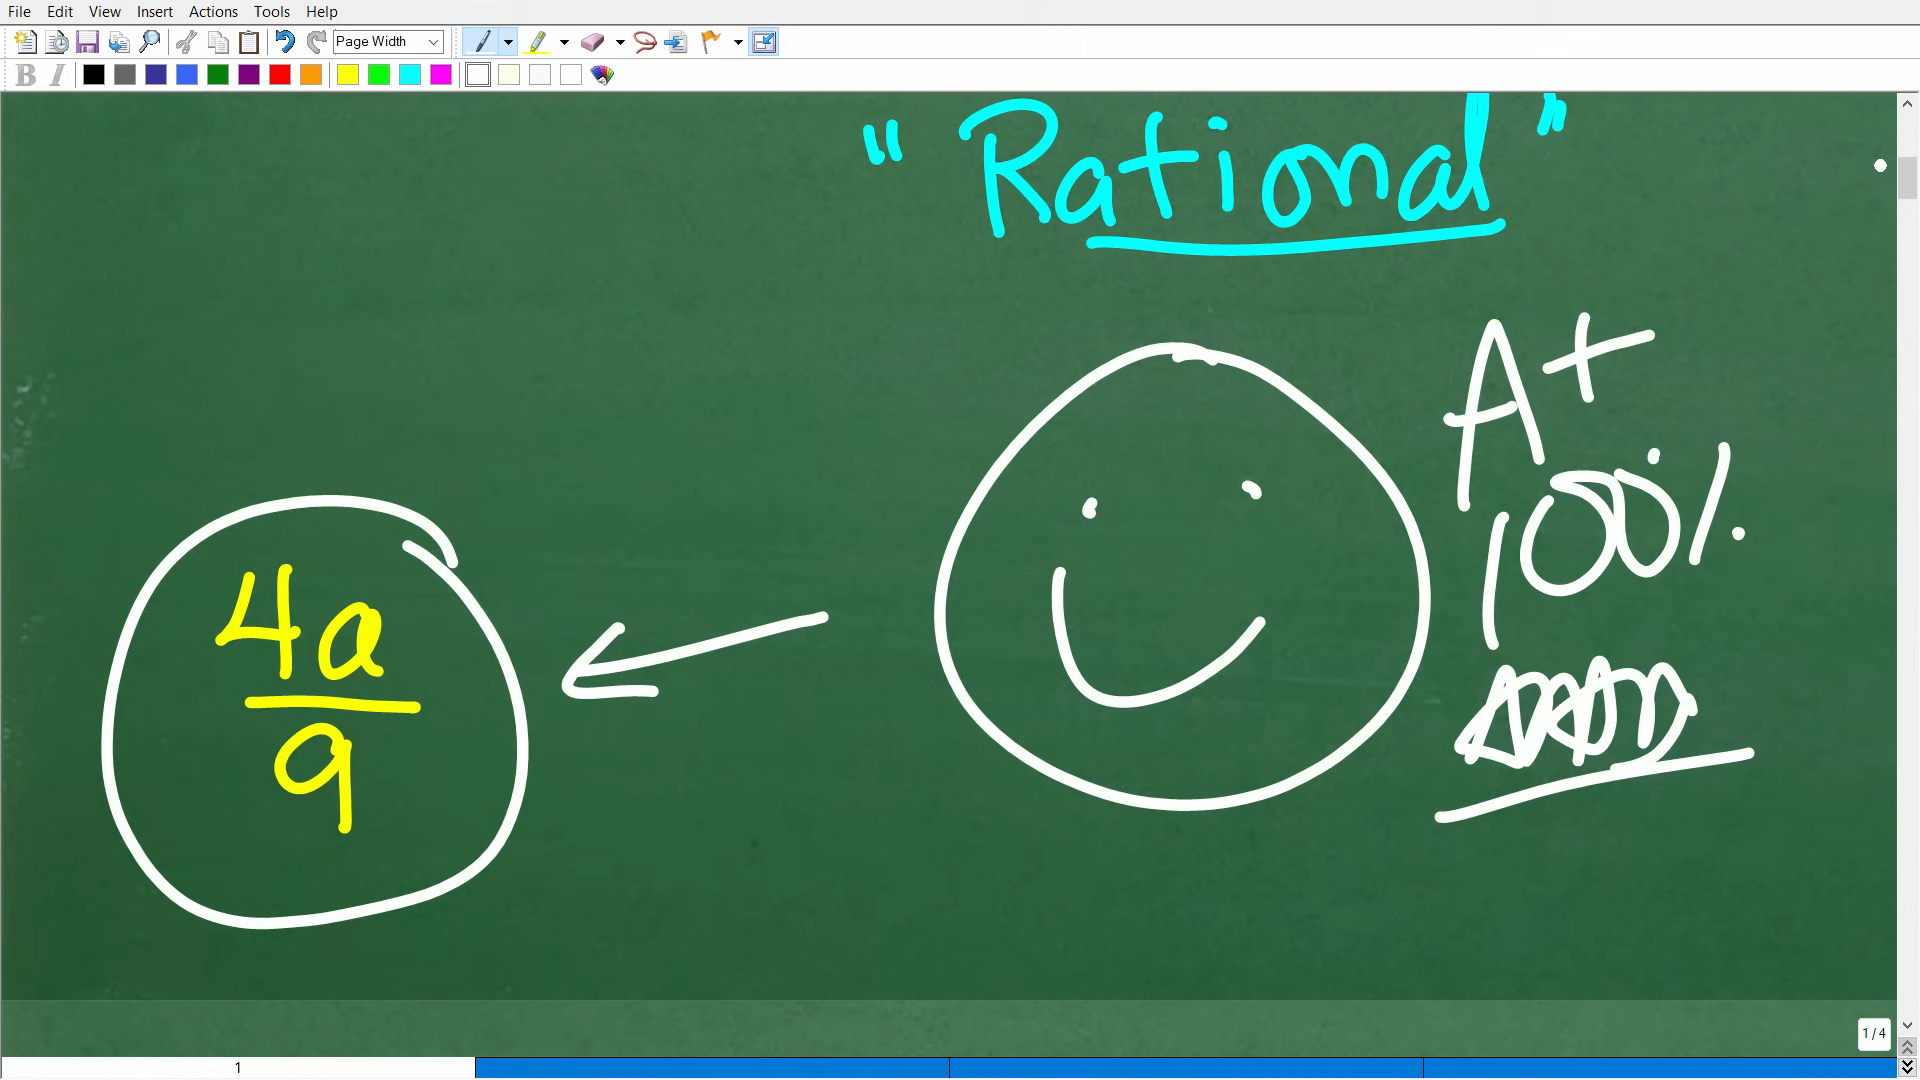 File Edit View Insert Actions Tools Help
Page Width
B I
" Rational "
A+
100%
4a
9
1 / 4
1